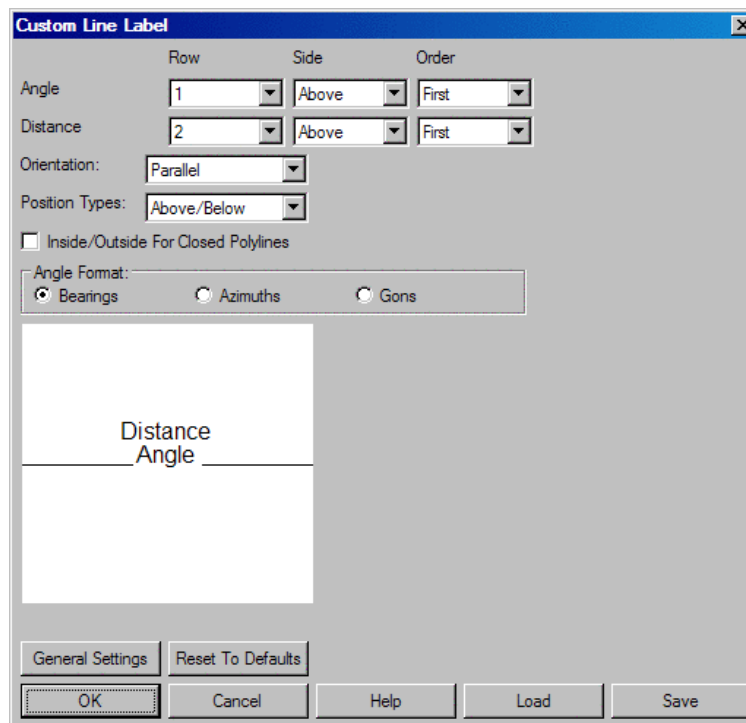 Custom Line Label
Row Side Order
Angle 1 Above First
Distance 2 Above First
Orientation: Parallel
Position Types: Above/Below
Inside/Outside For Closed Polylines
Angle Format:
Bearings Azimuths Gons
Distance
Angle
General Settings Reset To Defaults
OK Cancel Help Load Save